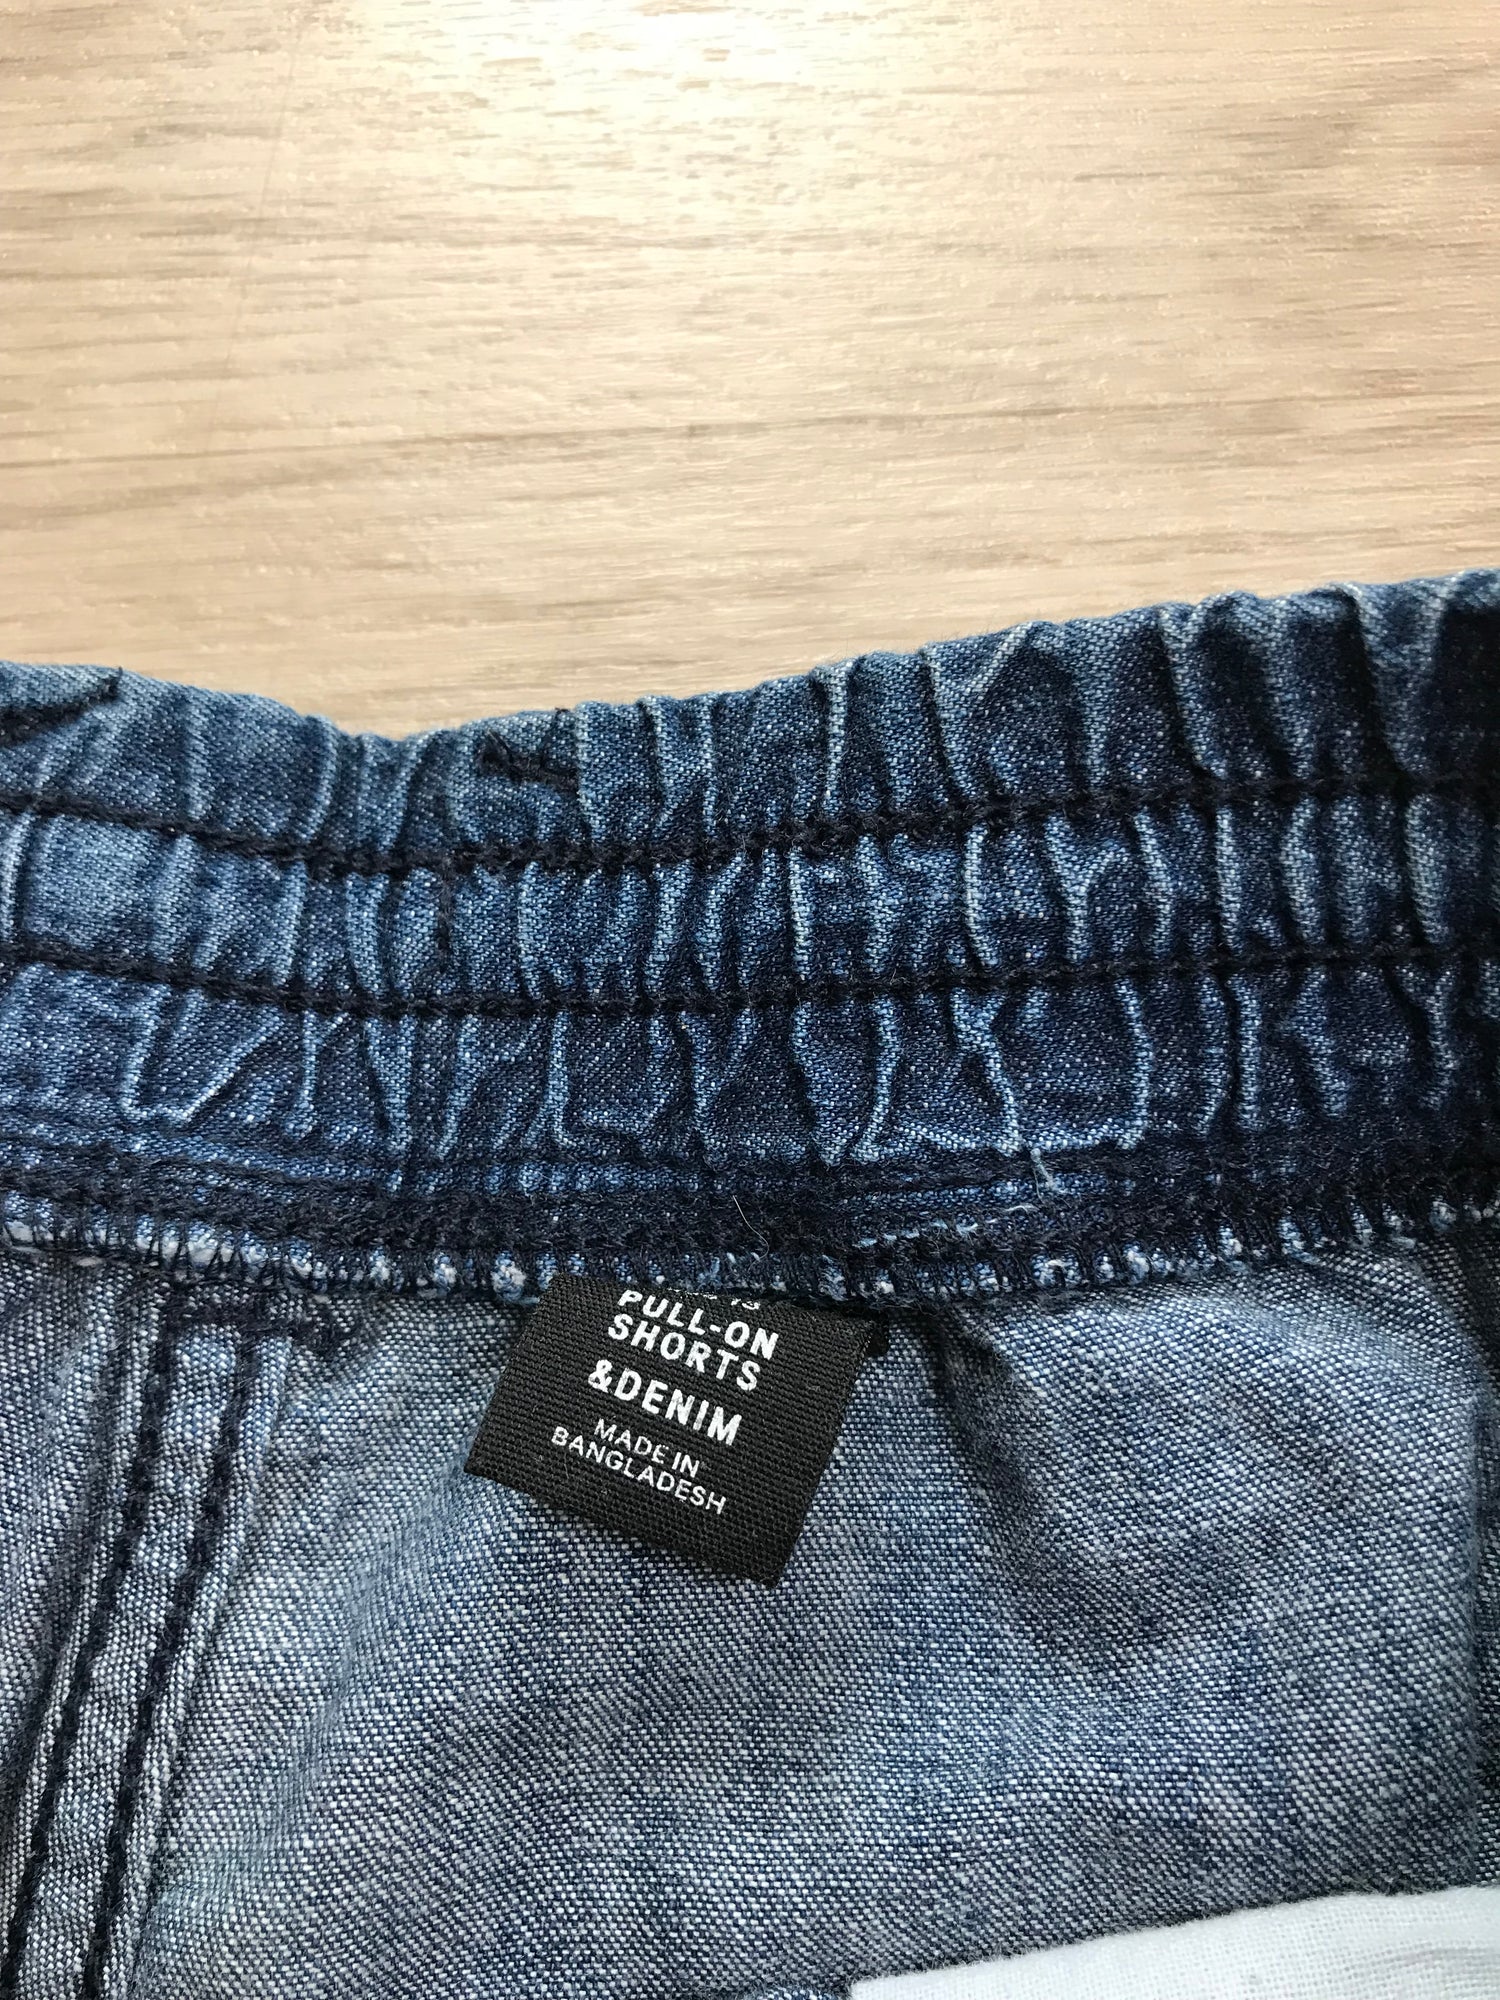 PULL-ON
SHORTS
&DENIM
MADE IN
BANGLADESH